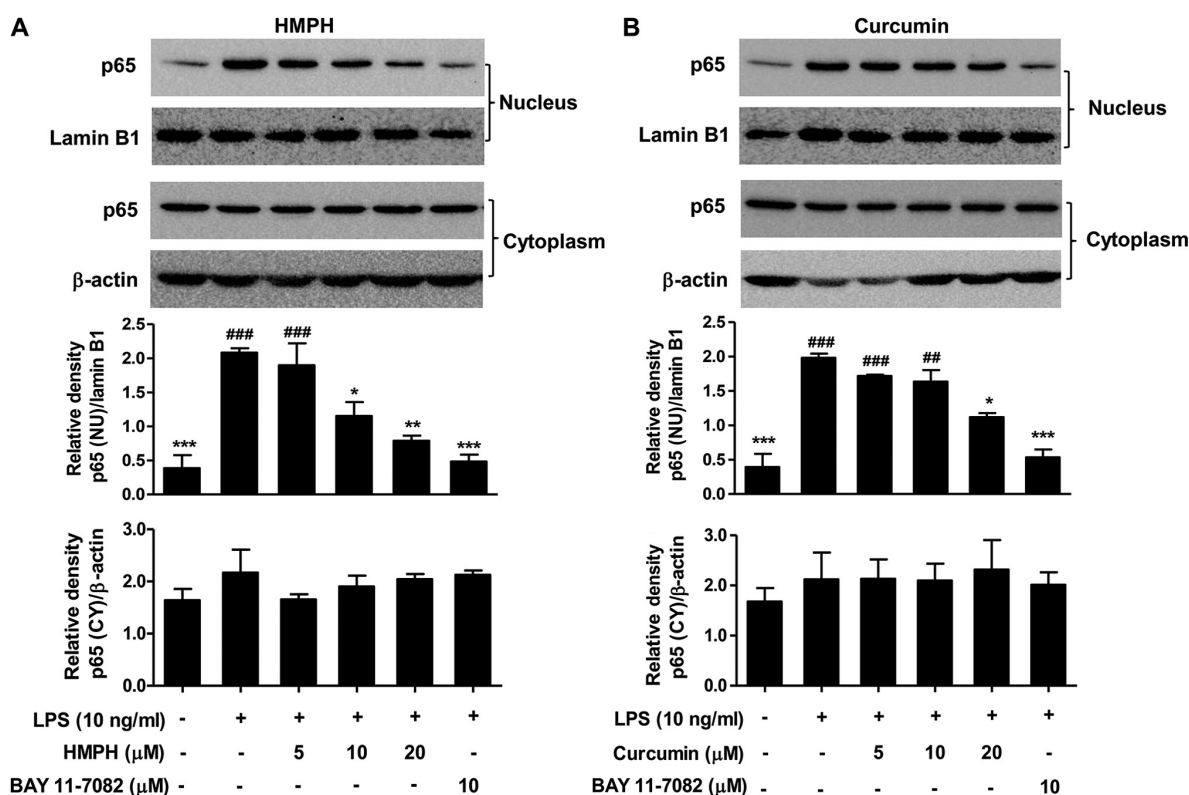 A
HMPH
p65
Nucleus
Lamin B1
p65
Cytoplasm
β-actin
Relative density
p65 (NU)/lamin B1
2.5
2.0
1.5
1.0
0.5
0.0
***
###
###
*
**
***
Relative density
p65 (CY)/β-actin
3.0
2.0
1.0
0.0
LPS (10 ng/ml) - + + + + +
HMPH (μM) - - 5 10 20 -
BAY 11-7082 (μM) - - - - - 10
B
Curcumin
p65
Nucleus
Lamin B1
p65
Cytoplasm
β-actin
Relative density
p65 (NU)/lamin B1
2.5
2.0
1.5
1.0
0.5
0.0
***
###
###
##
*
***
Relative density
p65 (CY)/β-actin
3.0
2.0
1.0
0.0
LPS (10 ng/ml) - + + + + +
Curcumin (μM) - - 5 10 20 -
BAY 11-7082 (μM) - - - - - 10